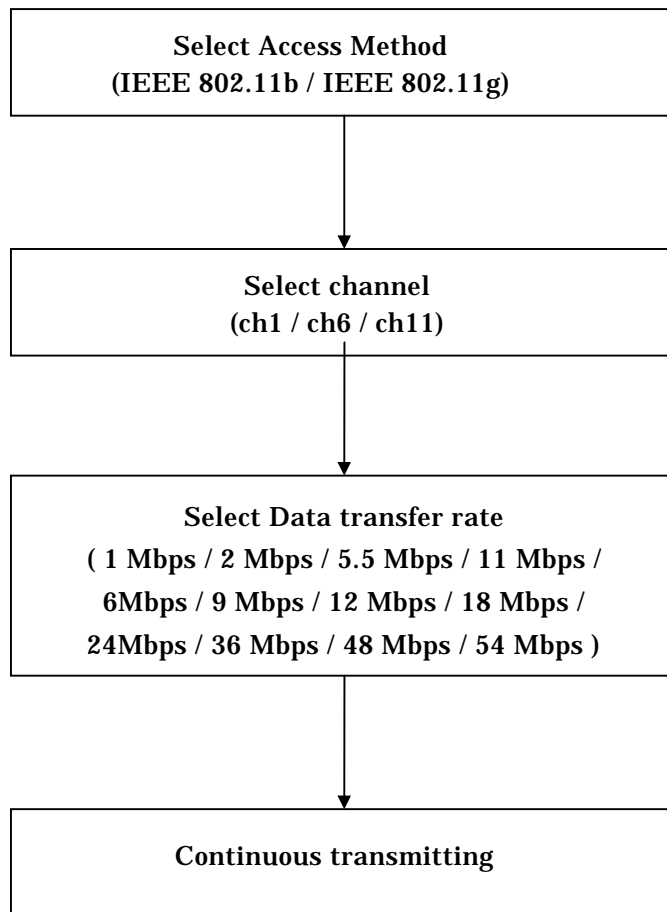 Select Access Method
(IEEE 802.11b / IEEE 802.11g)
Select channel
(ch1 / ch6 / ch11)
Select Data transfer rate
( 1 Mbps / 2 Mbps / 5.5 Mbps / 11 Mbps /
6Mbps / 9 Mbps / 12 Mbps / 18 Mbps /
24Mbps / 36 Mbps / 48 Mbps / 54 Mbps )
Continuous transmitting